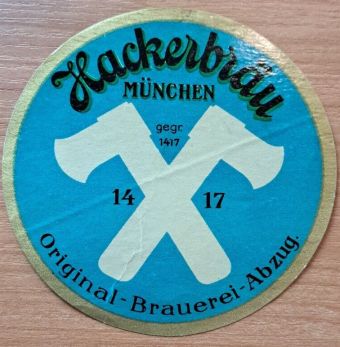 Hackerbräu
MÜNCHEN
gegr.
1417
14 17
Original-Brauerei-Abzug.